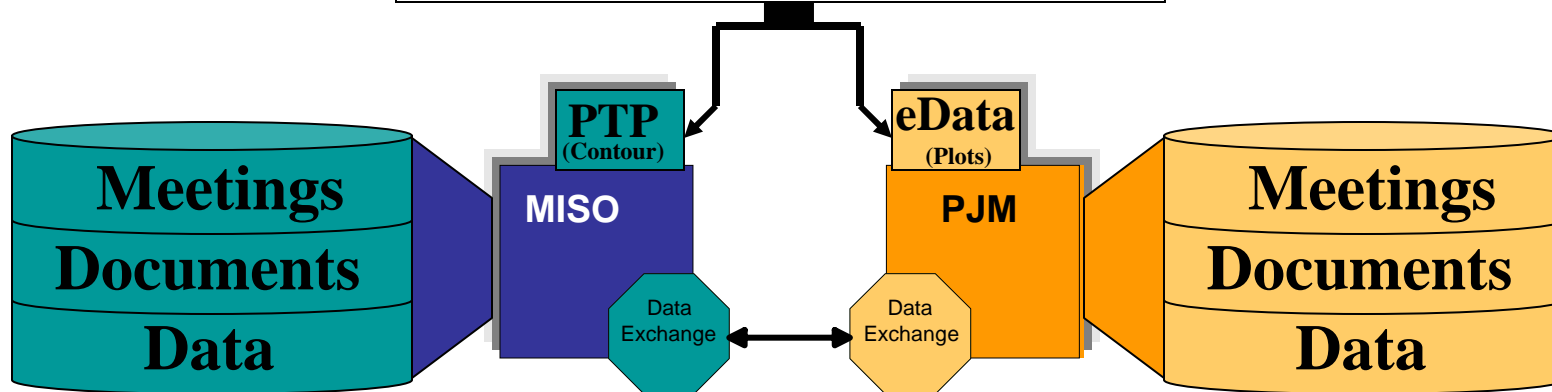 PTP
(Contour)
eData
(Plots)
Meetings
Documents
Data
MISO
Data
Exchange
PJM
Data
Exchange
Meetings
Documents
Data